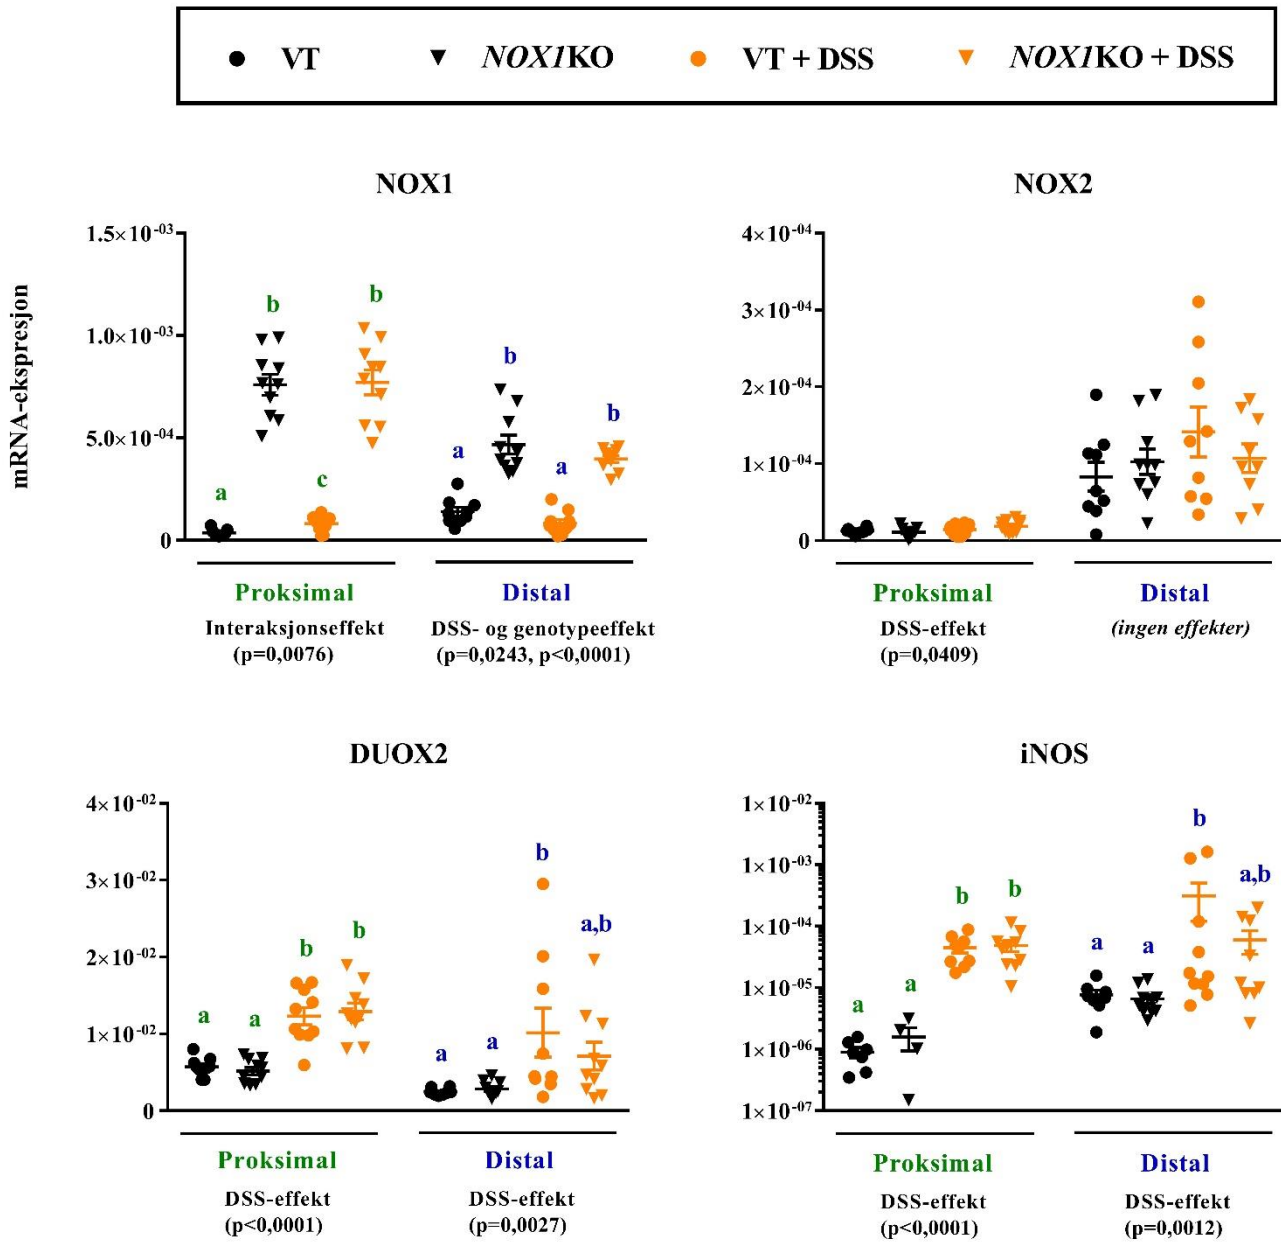 VT NOX1KO VT + DSS NOX1KO + DSS
mRNA-ekspresjon
NOX1
1.5×10⁻⁰³
1.0×10⁻⁰³
5.0×10⁻⁰⁴
0
a b c b a b a b
Proksimal Distal
Interaksjonseffekt DSS- og genotypeeffekt
(p=0,0076) (p=0,0243, p<0,0001)
NOX2
4×10⁻⁰⁴
3×10⁻⁰⁴
2×10⁻⁰⁴
1×10⁻⁰⁴
0
Proksimal Distal
DSS-effekt (ingen effekter)
(p=0,0409)
DUOX2
4×10⁻⁰²
3×10⁻⁰²
2×10⁻⁰²
1×10⁻⁰²
0
a a b b a a b a,b
Proksimal Distal
DSS-effekt DSS-effekt
(p<0,0001) (p=0,0027)
iNOS
1×10⁻⁰²
1×10⁻⁰³
1×10⁻⁰⁴
1×10⁻⁰⁵
1×10⁻⁰⁶
1×10⁻⁰⁷
a a b b a a b a,b
Proksimal Distal
DSS-effekt DSS-effekt
(p<0,0001) (p=0,0012)